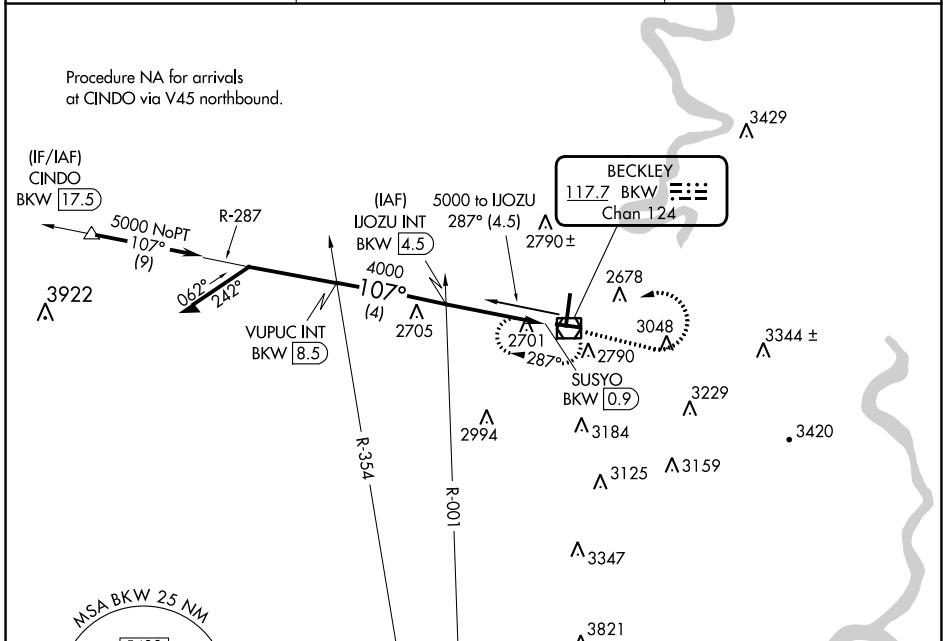 Procedure NA for arrivals
at CINDO via V45 northbound.
3429
(IF/IAF)
CINDO
BKW 17.5
BECKLEY
117.7 BKW
Chan 124
(IAF)
IJOZU INT
BKW 4.5
5000 to IJOZU
287° (4.5)
R-287
5000 NoPT
107°
(9)
2790 ±
4000
107°
(4)
062°
242°
2678
3922
2705
2701
3048
3344 ±
VUPUC INT
BKW 8.5
287°
2790
SUSYO
BKW 0.9
3229
2994
3184
3420
R-354
R-001
3125
3159
3347
MSA BKW 25 NM
3821